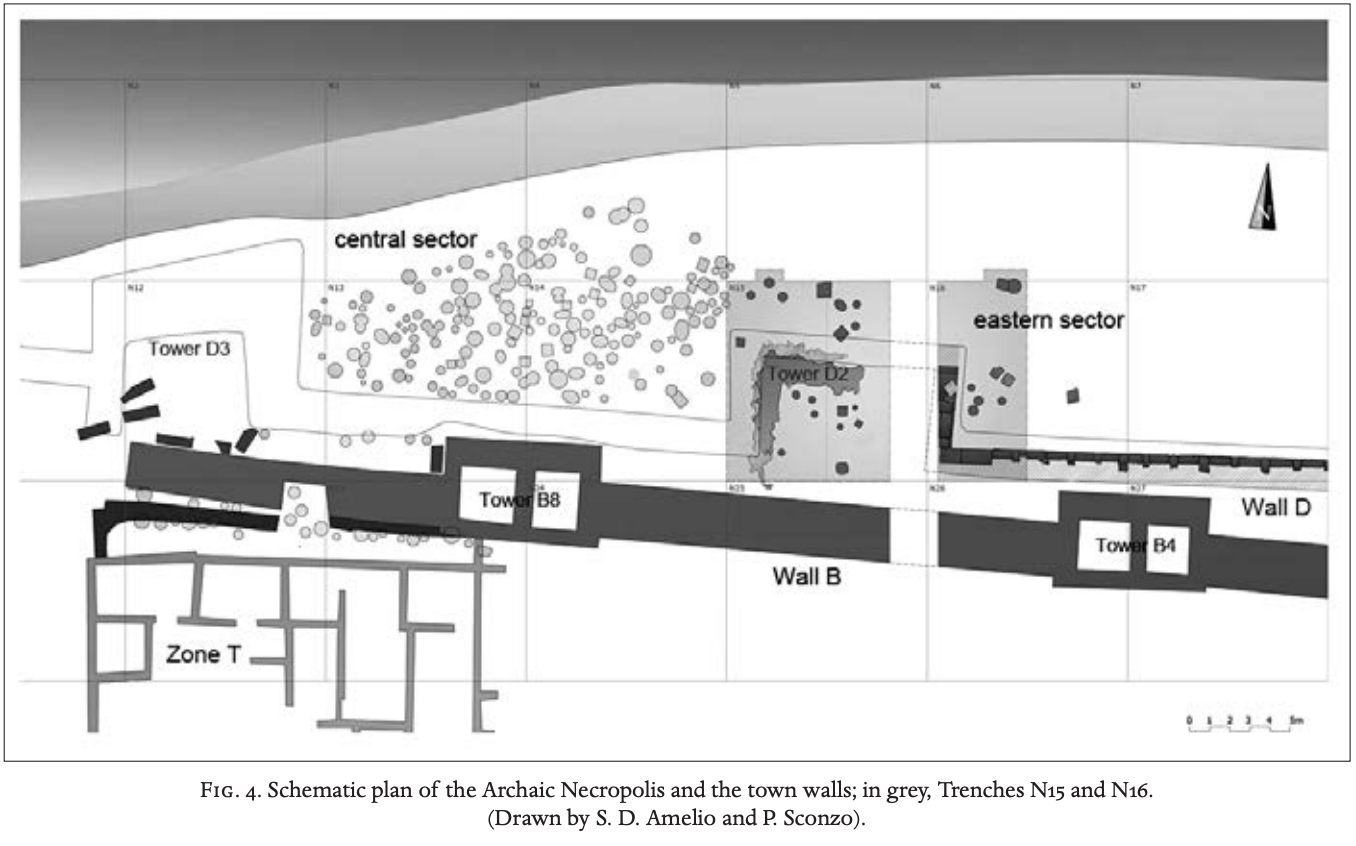 N2 N3 N4 N5 N6 N7
central sector
N12 N13 N14 N15 N16 N17
eastern sector
Tower D3
Tower D2
N25 N26 N27
Tower B8
Wall D
Tower B4
Wall B
Zone T
0 1 2 3 4 5m
Fig. 4. Schematic plan of the Archaic Necropolis and the town walls; in grey, Trenches N15 and N16.
(Drawn by S. D. Amelio and P. Sconzo).